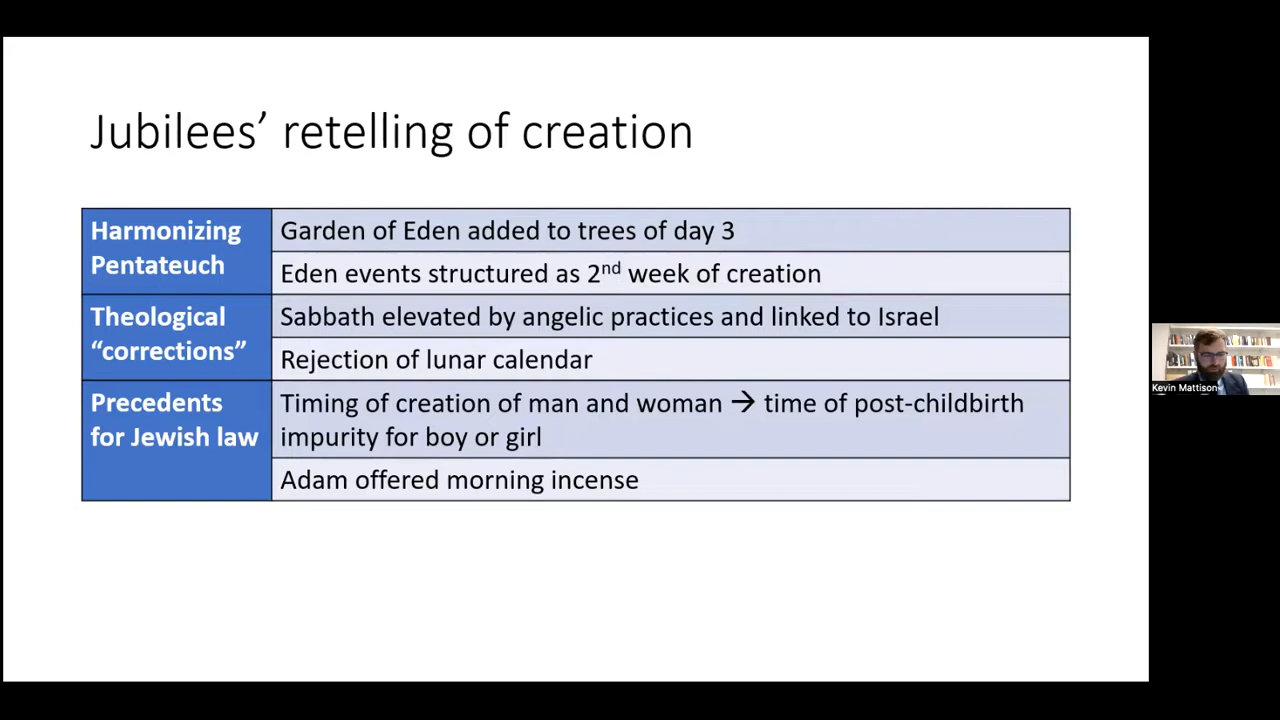 Jubilees’ retelling of creation
Harmonizing
Pentateuch
Garden of Eden added to trees of day 3
Eden events structured as 2nd week of creation
Theological
“corrections”
Sabbath elevated by angelic practices and linked to Israel
Rejection of lunar calendar
Precedents
for Jewish law
Timing of creation of man and woman → time of post-childbirth
impurity for boy or girl
Adam offered morning incense
Kevin Mattison